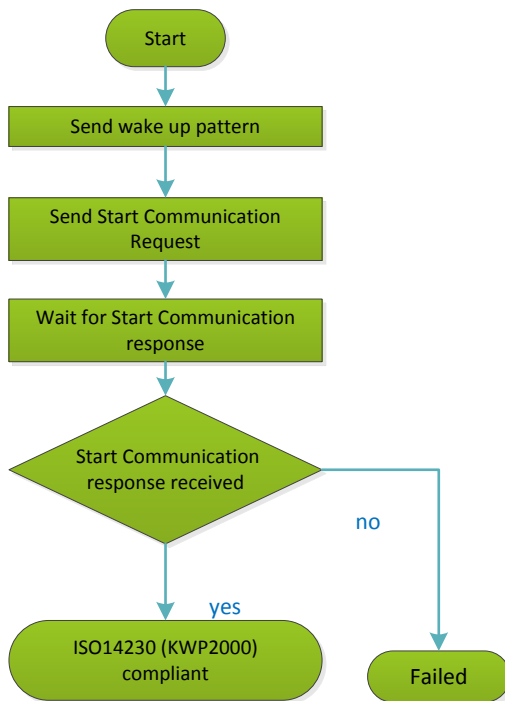 Start
Send wake up pattern
Send Start Communication
Request
Wait for Start Communication
response
Start Communication
response received
no
yes
ISO14230 (KWP2000)
compliant
Failed